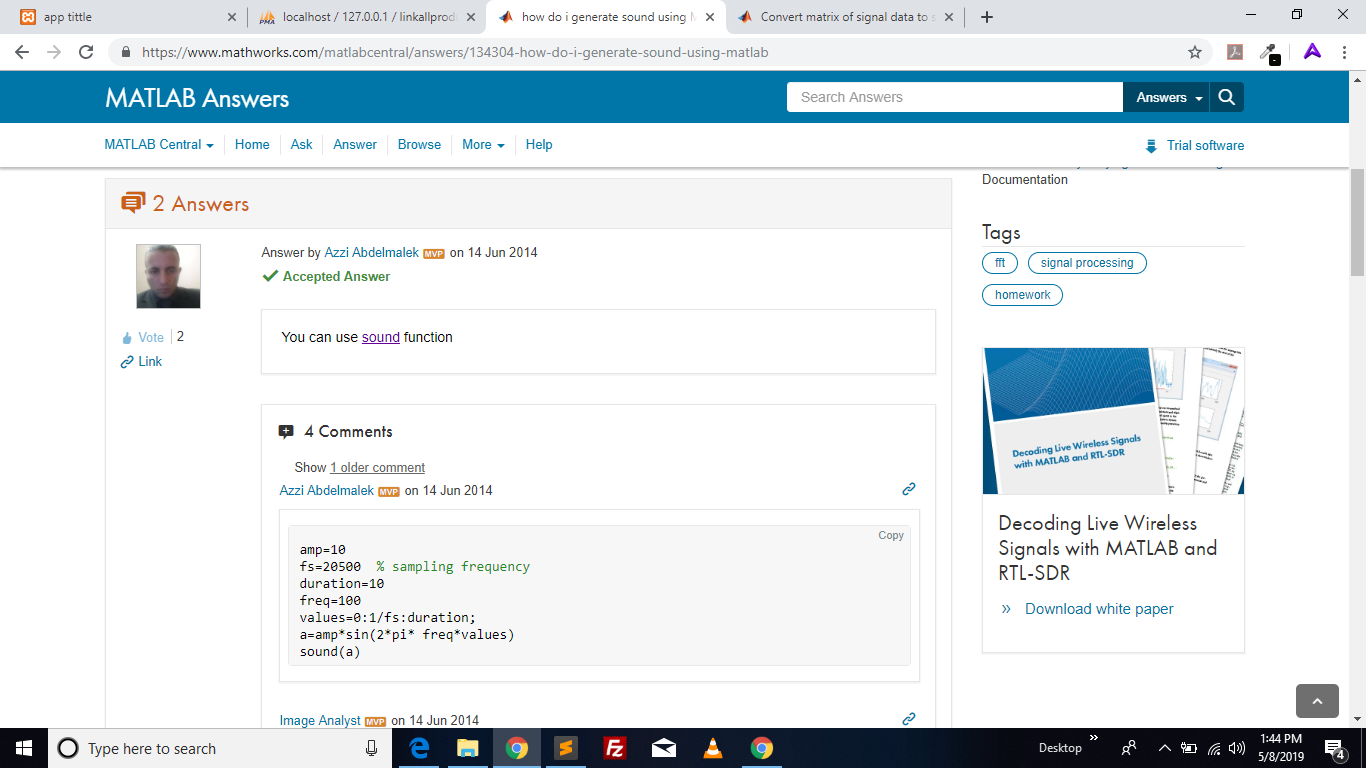 app tittle
localhost / 127.0.0.1 / linkallprod
how do i generate sound using M
Convert matrix of signal data to s
https://www.mathworks.com/matlabcentral/answers/134304-how-do-i-generate-sound-using-matlab
MATLAB Answers
Search Answers
Answers
MATLAB Central
Home
Ask
Answer
Browse
More
Help
Trial software
Documentation
2 Answers
Tags
fft
signal processing
homework
Answer by Azzi Abdelmalek MVP on 14 Jun 2014
Accepted Answer
Vote 2
Link
You can use sound function
4 Comments
Show 1 older comment
Azzi Abdelmalek MVP on 14 Jun 2014
Copy
amp=10
fs=20500  % sampling frequency
duration=10
freq=100
values=0:1/fs:duration;
a=amp*sin(2*pi* freq*values)
sound(a)
Image Analyst MVP on 14 Jun 2014
Decoding Live Wireless Signals
with MATLAB and RTL-SDR
Decoding Live Wireless
Signals with MATLAB and
RTL-SDR
» Download white paper
Type here to search
Desktop
1:44 PM
5/8/2019
4